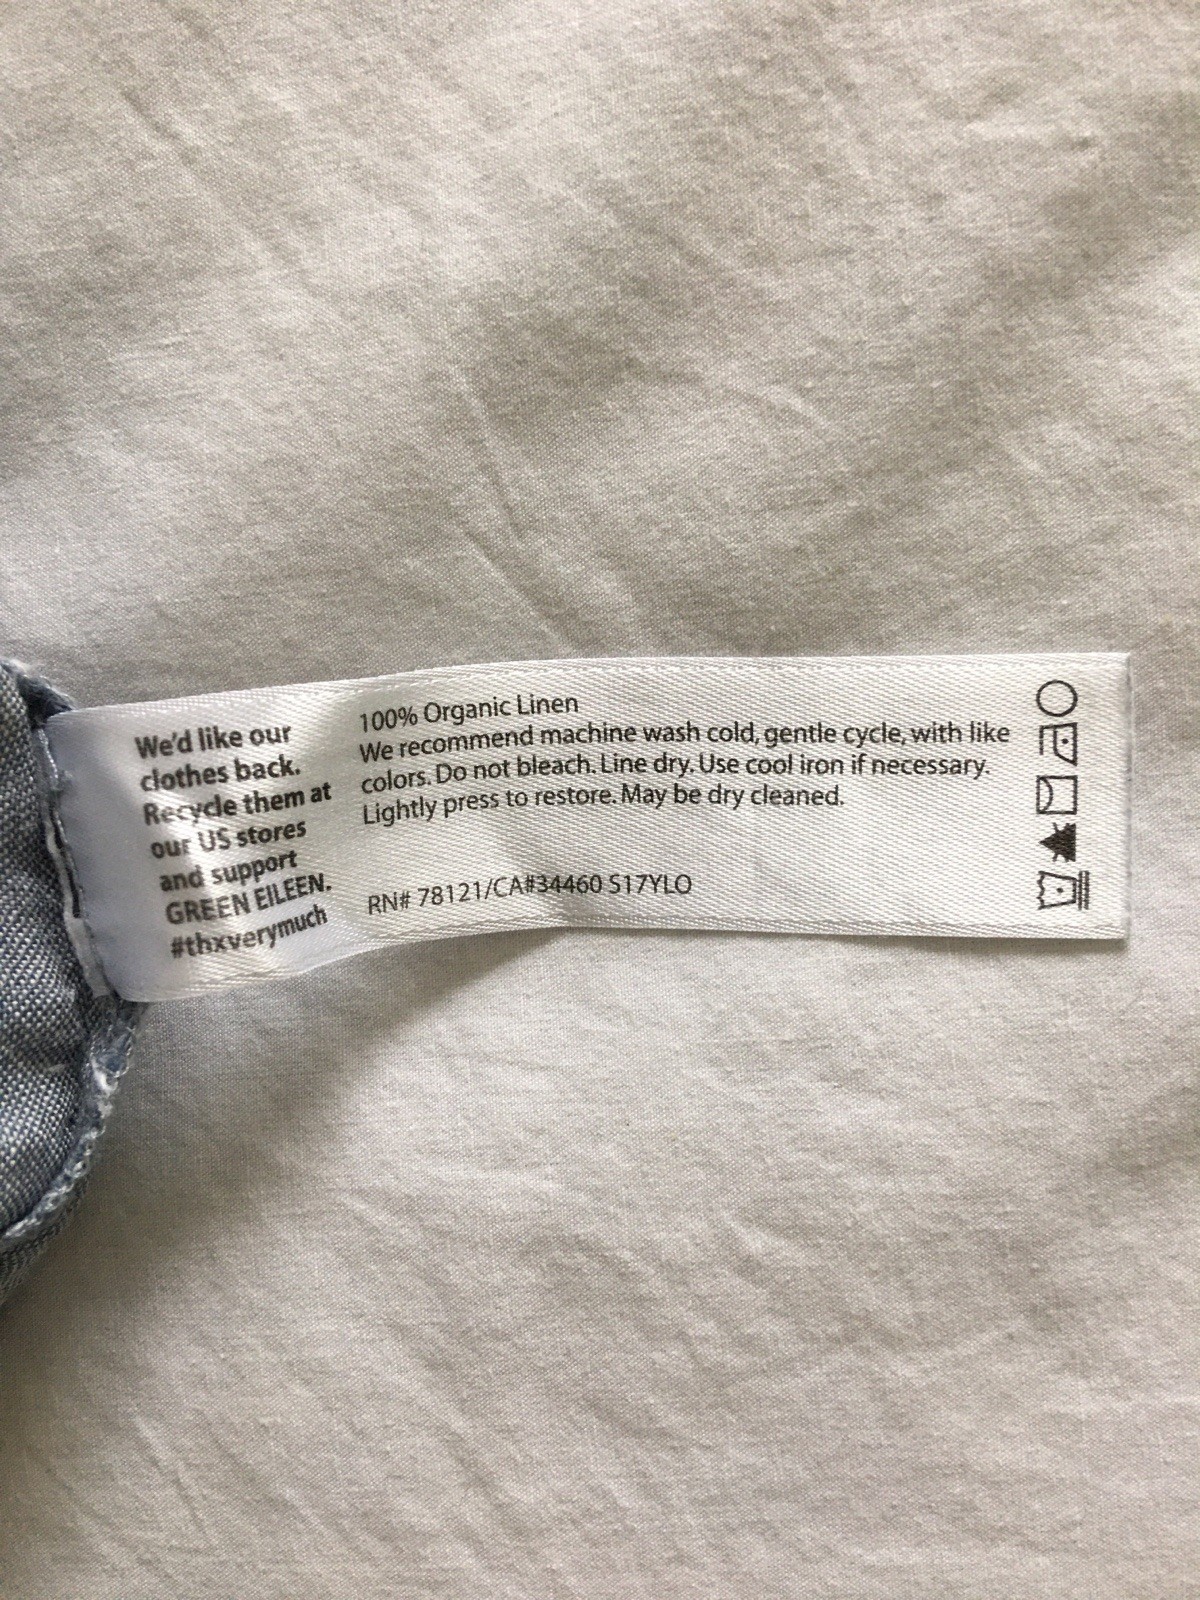 We'd like our
clothes back.
Recycle them at
our US stores
and support
GREEN EILEEN.
#thxverymuch
100% Organic Linen
We recommend machine wash cold, gentle cycle, with like
colors. Do not bleach. Line dry. Use cool iron if necessary.
Lightly press to restore. May be dry cleaned.
RN# 78121/CA#34460 S17YLO